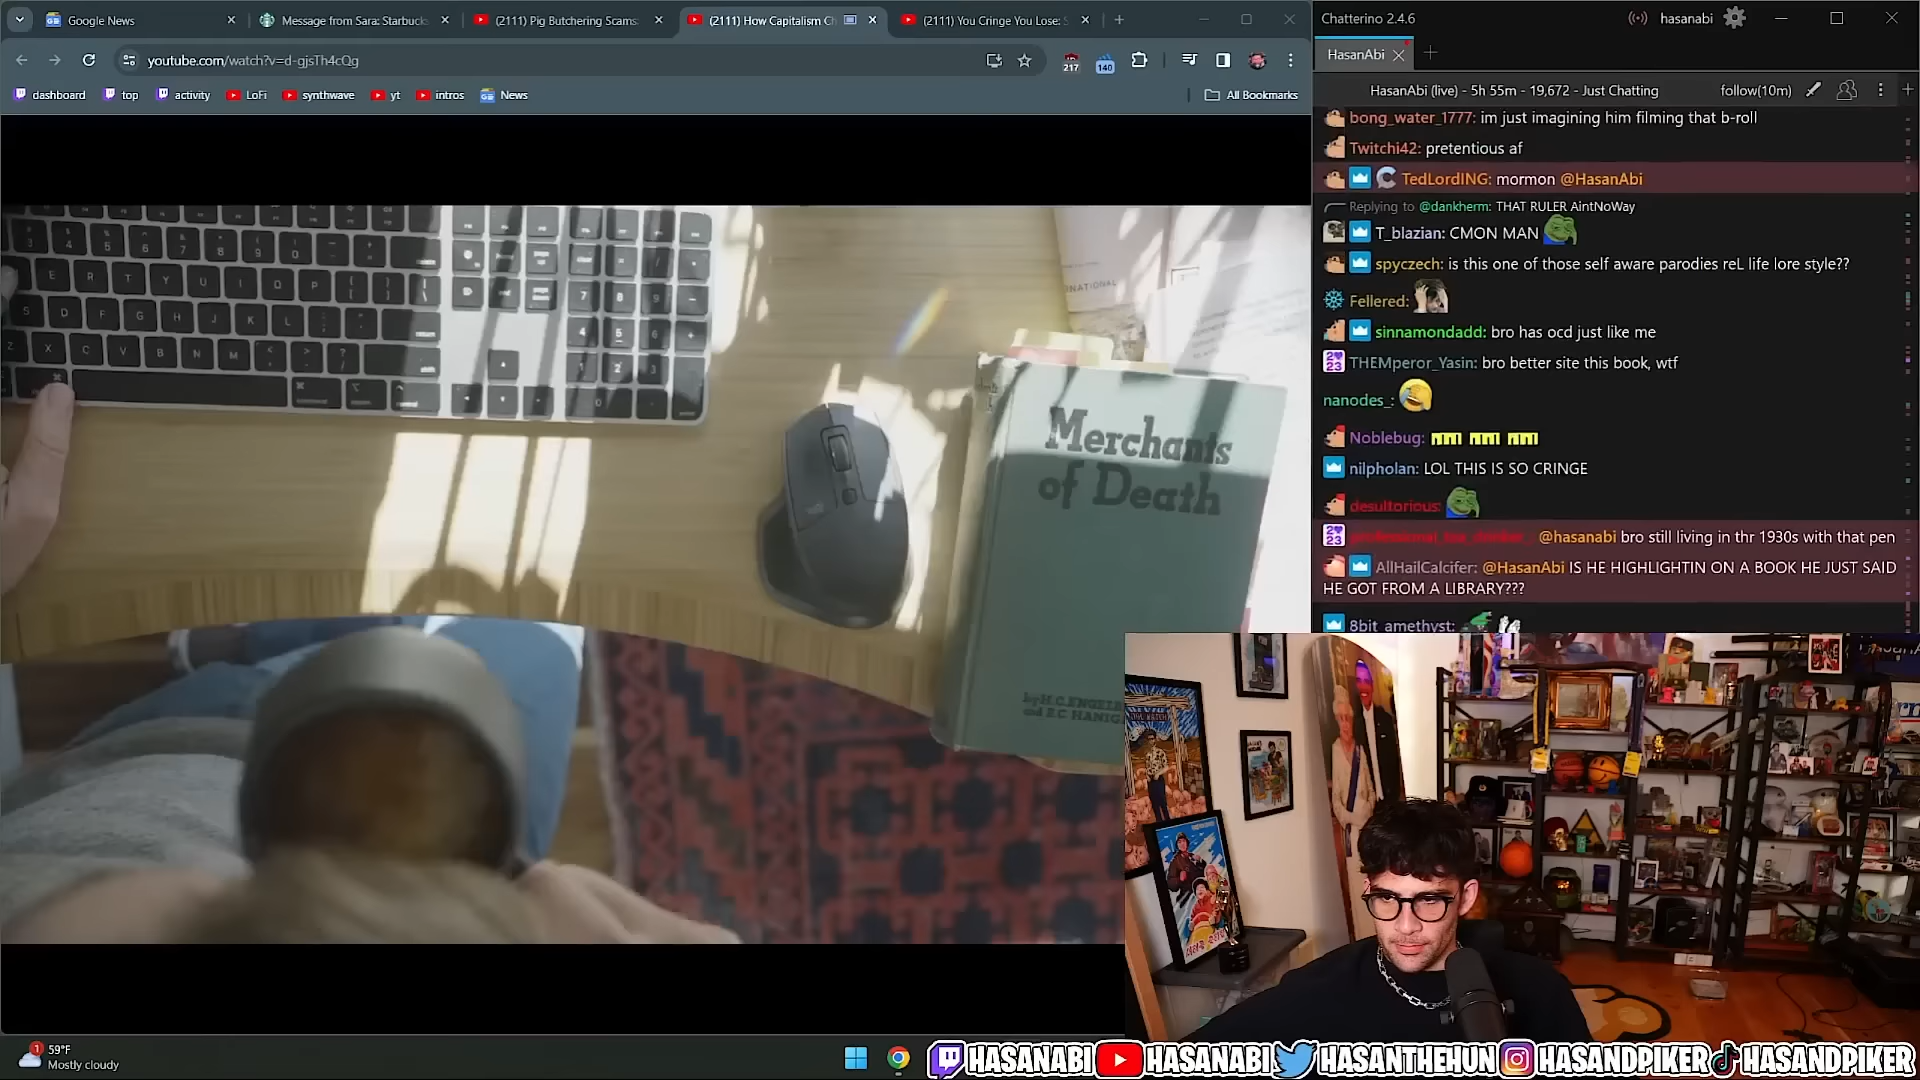 Google News
Message from Sara: Starbuck
(2111) Pig Butchering Scams:
(2111) How Capitalism C
(2111) You Cringe You Lose:
youtube.com/watch?v=d-gjsTh4cQg
217
140
dashboard
top
activity
LoFi
synthwave
yt
intros
News
All Bookmarks
Merchants
of Death
Chatterino 2.4.6
hasanabi
HasanAbi
HasanAbi (live) - 5h 55m - 19,672 - Just Chatting
follow(10m)
bong_water_1777: im just imagining him filming that b-roll
Twitchi42: pretentious af
TedLordING: mormon @HasanAbi
Replying to @dankherm: THAT RULER AintNoWay
T_blazian: CMON MAN
spyczech: is this one of those self aware parodies reL life lore style??
Fellered:
sinnamondadd: bro has ocd just like me
THEMperor_Yasin: bro better site this book, wtf
nanodes_:
Noblebug:
nilpholan: LOL THIS IS SO CRINGE
desultorious:
@hasanabi bro still living in thr 1930s with that pen
AllHailCalcifer: @HasanAbi IS HE HIGHLIGHTIN ON A BOOK HE JUST SAID
HE GOT FROM A LIBRARY???
8bit_amethyst:
1
59°F
Mostly cloudy
HASANABI
HASANABI
HASANTHEHUN
HASANDPIKER
HASANDPIKER